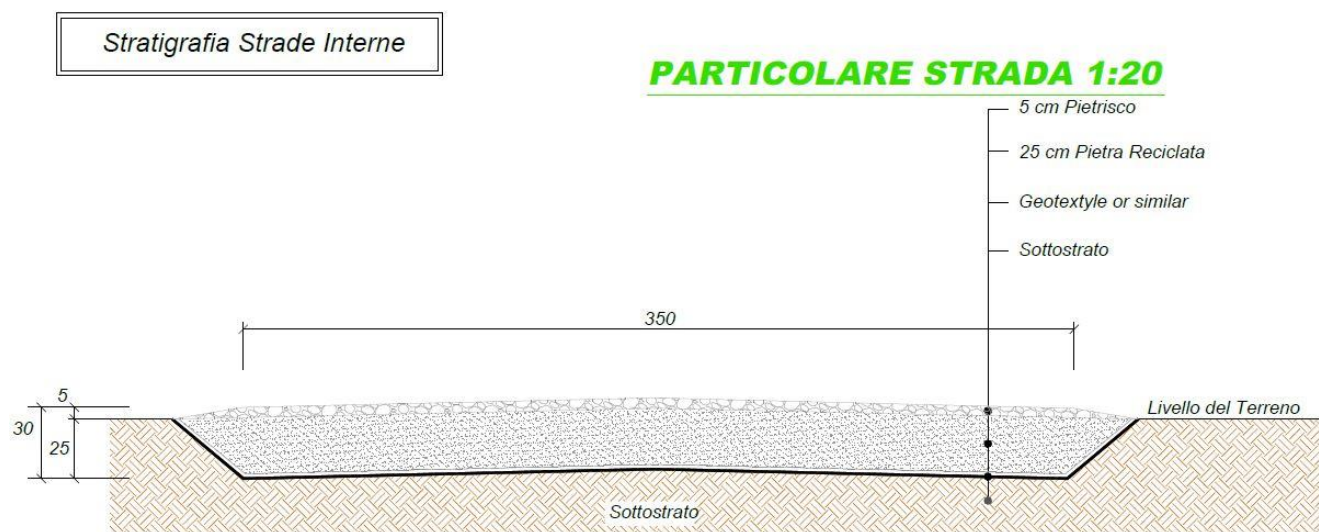 Stratigrafia Strade Interne
PARTICOLARE STRADA 1:20
5 cm Pietrisco
25 cm Pietra Reciclata
Geotextyle or similar
Sottostrato
350
5
30
25
Livello del Terreno
Sottostrato